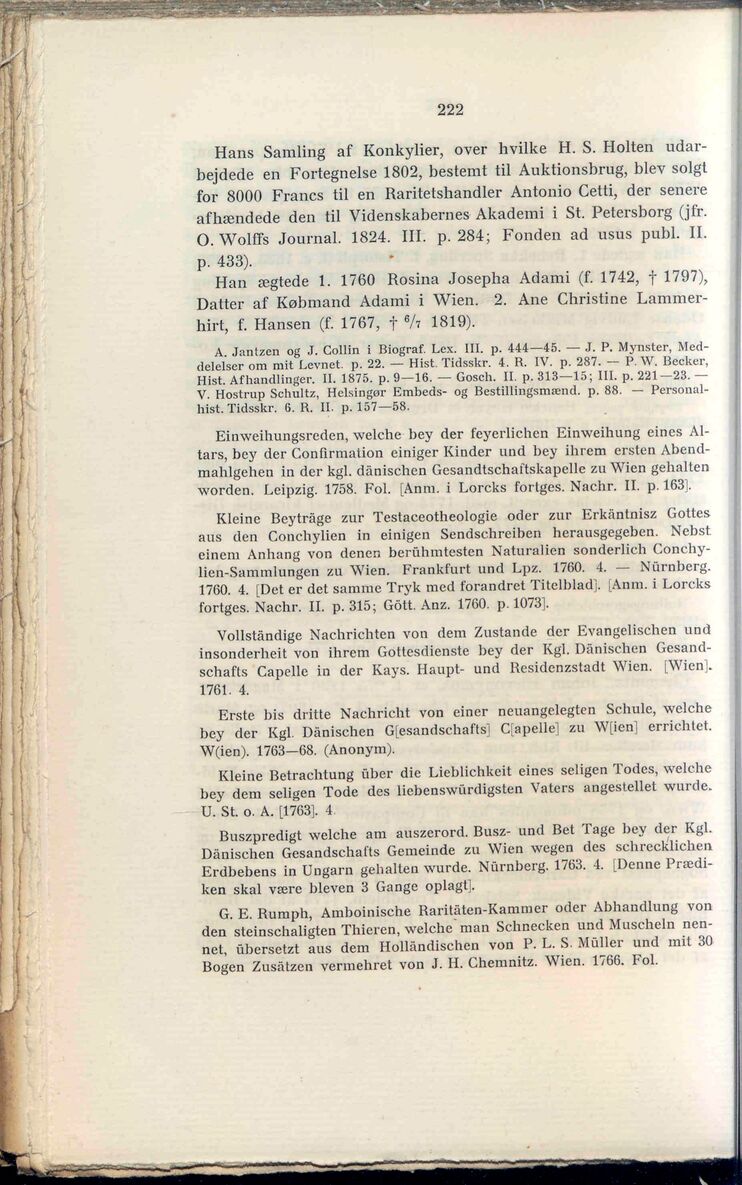 222
Hans Samling af Konkylier, over hvilke H. S. Holten udar-
bejdede en Fortegnelse 1802, bestemt til Auktionsbrug, blev solgt
for 8000 Francs til en Raritetshandler Antonio Cetti, der senere
afhændede den til Videnskabernes Akademi i St. Petersborg (jfr.
O. Wolffs Journal. 1824. III. p. 284; Fonden ad usus publ. II.
p. 433).
Han ægtede 1. 1760 Rosina Josepha Adami (f. 1742, † 1797),
Datter af Købmand Adami i Wien. 2. Ane Christine Lammer-
hirt, f. Hansen (f. 1767, † 6/7 1819).
A. Jantzen og J. Collin i Biograf. Lex. III. p. 444—45. — J. P. Mynster, Med-
delelser om mit Levnet. p. 22. — Hist. Tidsskr. 4. R. IV. p. 287. — P. W. Becker,
Hist. Afhandlinger. II. 1875. p. 9—16. — Gosch. II. p. 313—15; III. p. 221—23. —
V. Hostrup Schultz, Helsingør Embeds- og Bestillingsmænd. p. 88. — Personal-
hist. Tidsskr. 6. R. II. p. 157—58.
Einweihungsreden, welche bey der feyerlichen Einweihung eines Al-
tars, bey der Confirmation einiger Kinder und bey ihrem ersten Abend-
mahlgehen in der kgl. dänischen Gesandtschaftskapelle zu Wien gehalten
worden. Leipzig. 1758. Fol. [Anm. i Lorcks fortges. Nachr. II. p. 163].
Kleine Beyträge zur Testaceotheologie oder zur Erkäntnisz Gottes
aus den Conchylien in einigen Sendschreiben herausgegeben. Nebst
einem Anhang von denen berühmtesten Naturalien sonderlich Conchy-
lien-Sammlungen zu Wien. Frankfurt und Lpz. 1760. 4. — Nürnberg.
1760. 4. [Det er det samme Tryk med forandret Titelblad]. [Anm. i Lorcks
fortges. Nachr. II. p. 315; Gött. Anz. 1760. p. 1073].
Vollständige Nachrichten von dem Zustande der Evangelischen und
insonderheit von ihrem Gottesdienste bey der Kgl. Dänischen Gesand-
schafts Capelle in der Kays. Haupt- und Residenzstadt Wien. [Wien].
1761. 4.
Erste bis dritte Nachricht von einer neuangelegten Schule, welche
bey der Kgl. Dänischen G[esandschafts] C[apelle] zu W[ien] errichtet.
W(ien). 1763—68. (Anonym).
Kleine Betrachtung über die Lieblichkeit eines seligen Todes, welche
bey dem seligen Tode des liebenswürdigsten Vaters angestellet wurde.
U. St. o. A. [1763]. 4.
Buszpredigt welche am auszerord. Busz- und Bet Tage bey der Kgl.
Dänischen Gesandschafts Gemeinde zu Wien wegen des schrecklichen
Erdbebens in Ungarn gehalten wurde. Nürnberg. 1763. 4. [Denne Prædi-
ken skal være bleven 3 Gange oplagt].
G. E. Rumph, Amboinische Raritäten-Kammer oder Abhandlung von
den steinschaligten Thieren, welche man Schnecken und Muscheln nen-
net, übersetzt aus dem Holländischen von P. L. S. Müller und mit 30
Bogen Zusätzen vermehret von J. H. Chemnitz. Wien. 1766. Fol.